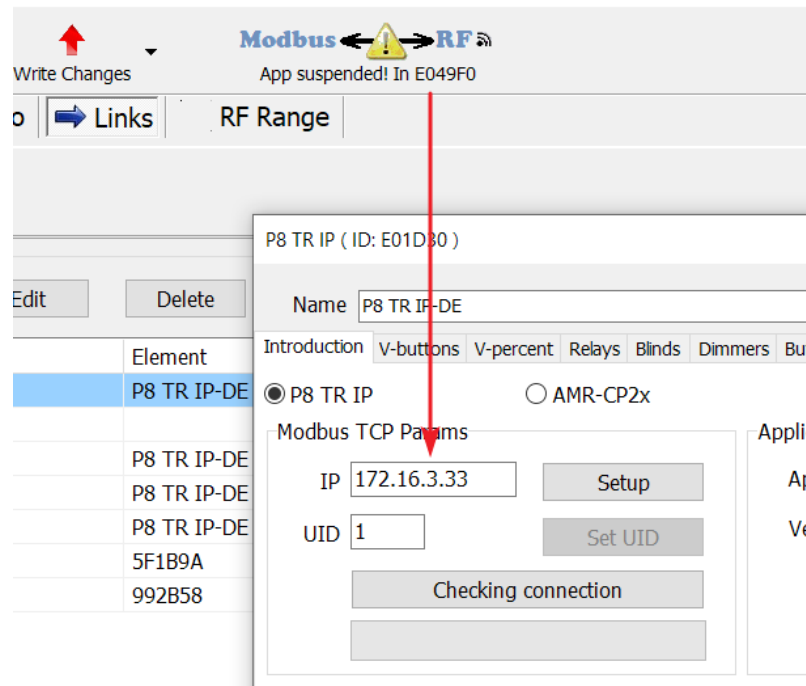 Modbus RF
Write Changes
App suspended! In E049F0
o Links RF Range
P8 TR IP ( ID: E01D30 )
Edit Delete
Name P8 TR IP-DE
Introduction V-buttons V-percent Relays Blinds Dimmers Bu
Element
P8 TR IP-DE
P8 TR IP AMR-CP2x
Modbus TCP Params Appli
P8 TR IP-DE
IP 172.16.3.33 Setup Ap
P8 TR IP-DE
P8 TR IP-DE
UID 1 Set UID Ve
5F1B9A
992B58
Checking connection